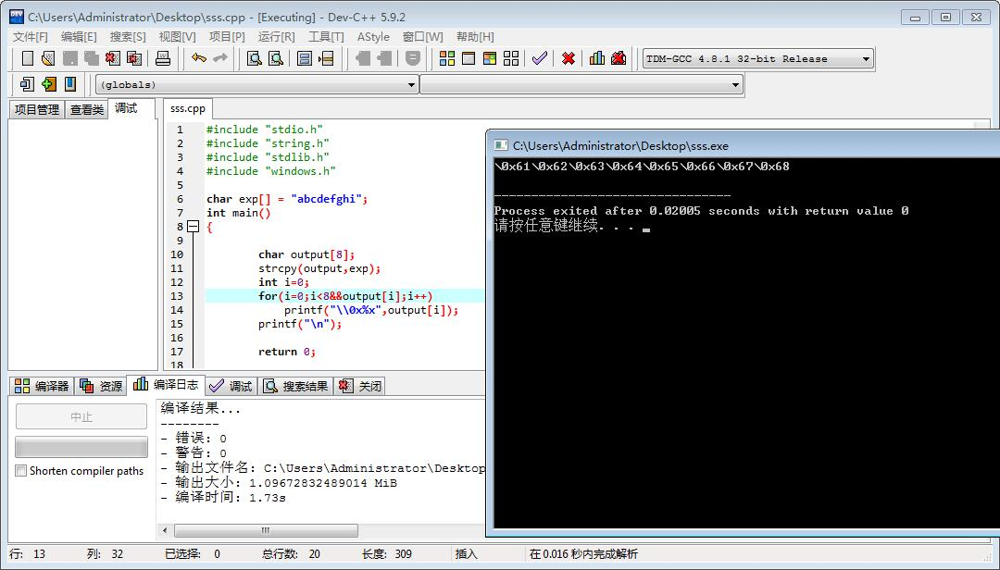 C:\Users\Administrator\Desktop\sss.cpp - [Executing] - Dev-C++ 5.9.2
文件[F] 编辑[E] 搜索[S] 视图[V] 项目[P] 运行[R] 工具[T] AStyle 窗口[W] 帮助[H]
TDM-GCC 4.8.1 32-bit Release
(globals)
项目管理 查看类 调试
sss.cpp
1 #include "stdio.h"
2 #include "string.h"
3 #include "stdlib.h"
4 #include "windows.h"
5
6 char exp[] = "abcdefghi";
7 int main()
8 {
9
10 char output[8];
11 strcpy(output,exp);
12 int i=0;
13 for(i=0;i<8&&output[i];i++)
14 printf("\\0x%x",output[i]);
15 printf("\n");
16
17 return 0;
18
C:\Users\Administrator\Desktop\sss.exe
\0x61\0x62\0x63\0x64\0x65\0x66\0x67\0x68
--------------------------------
Process exited after 0.02005 seconds with return value 0
请按任意键继续. . .
编译器 资源 编译日志 调试 搜索结果 关闭
中止
Shorten compiler paths
编译结果...
--------
- 错误: 0
- 警告: 0
- 输出文件名: C:\Users\Administrator\Desktop
- 输出大小: 1.09672832489014 MiB
- 编译时间: 1.73s
行: 13 列: 32 已选择: 0 总行数: 20 长度: 309 插入 在 0.016 秒内完成解析